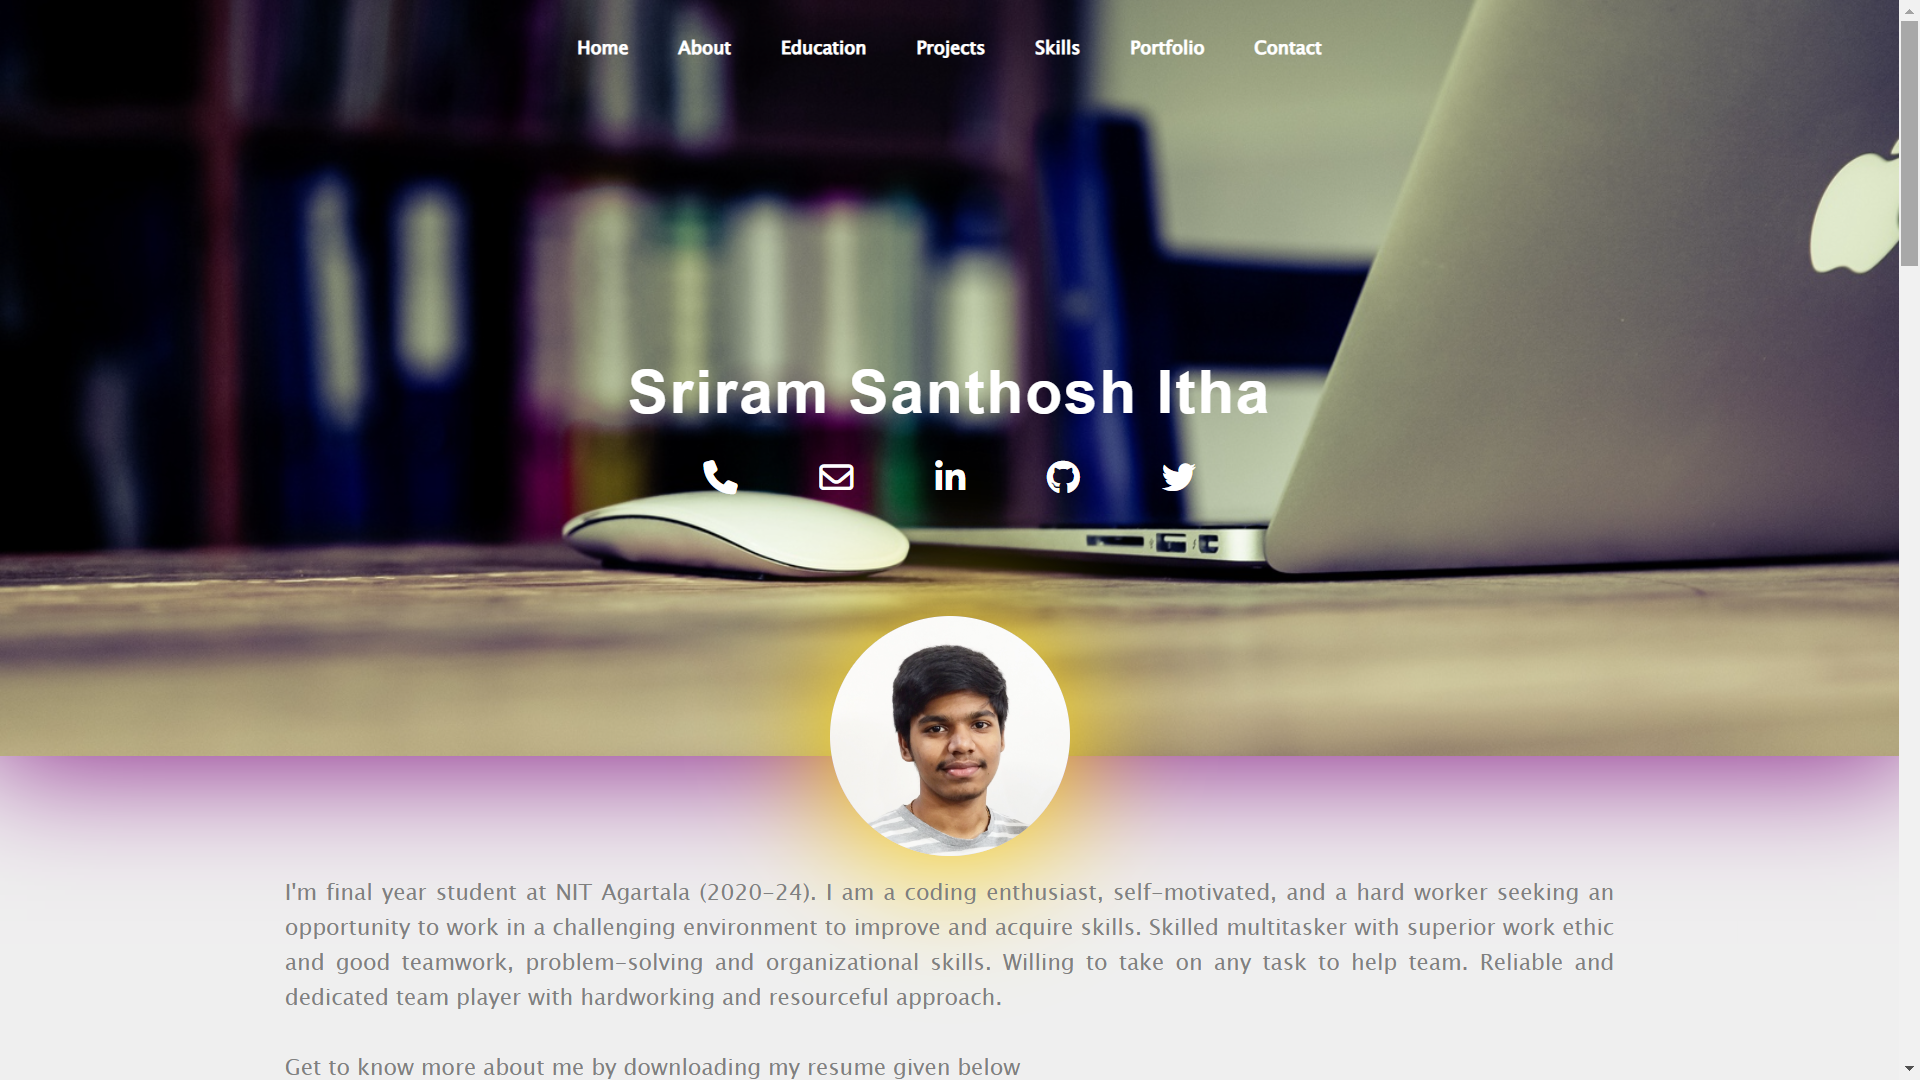 Home About Education Projects Skills Portfolio Contact
Sriram Santhosh Itha
I'm final year student at NIT Agartala (2020-24). I am a coding enthusiast, self-motivated, and a hard worker seeking an
opportunity to work in a challenging environment to improve and acquire skills. Skilled multitasker with superior work ethic
and good teamwork, problem-solving and organizational skills. Willing to take on any task to help team. Reliable and
dedicated team player with hardworking and resourceful approach.
Get to know more about me by downloading my resume given below